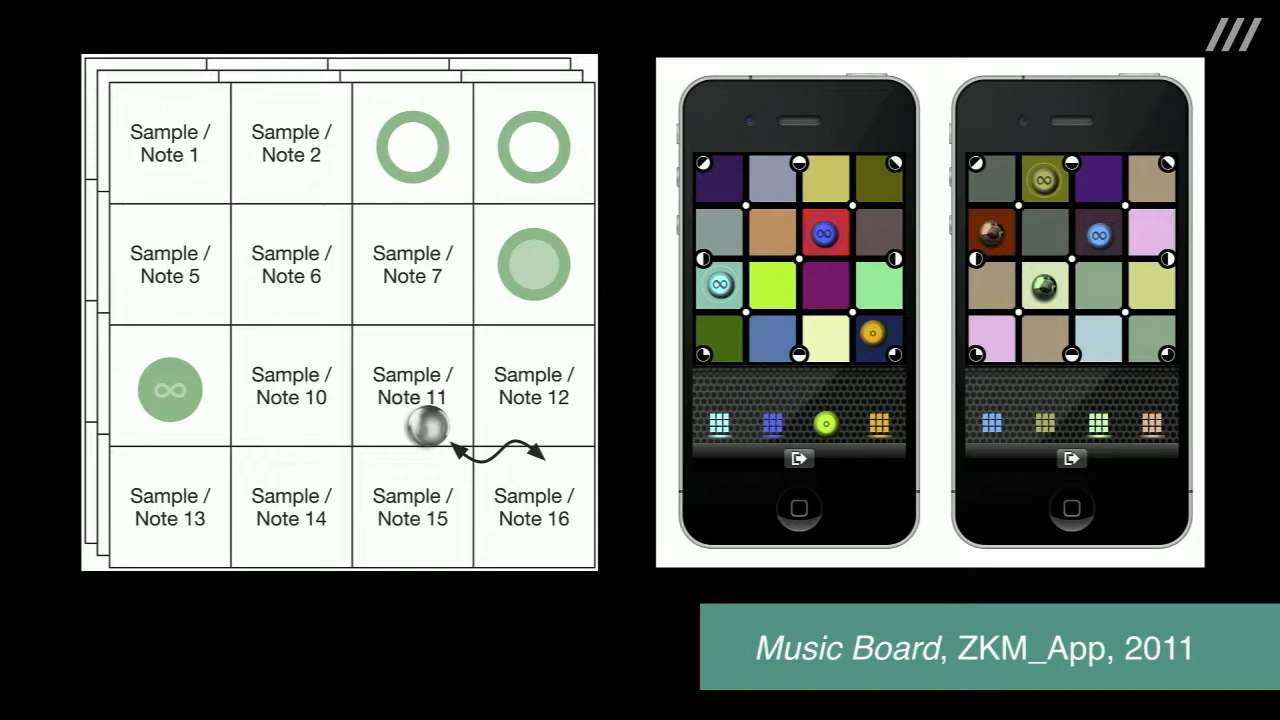 Sample /
Note 1
Sample /
Note 2
Sample /
Note 5
Sample /
Note 6
Sample /
Note 7
∞
Sample /
Note 10
Sample /
Note 11
Sample /
Note 12
Sample /
Note 13
Sample /
Note 14
Sample /
Note 15
Sample /
Note 16
∞
∞
∞
∞
Music Board, ZKM_App, 2011